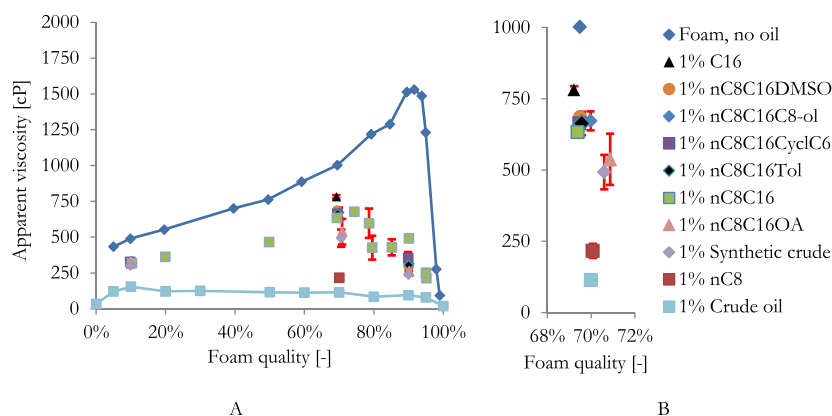 2000
1750
1500
1250
1000
750
500
250
0
Apparent viscosity [cP]
0%
20%
40%
60%
80%
100%
Foam quality [-]
A
1000
750
500
250
0
68%
70%
72%
Foam quality [-]
B
Foam, no oil
1% C16
1% nC8C16DMSO
1% nC8C16C8-ol
1% nC8C16CyclC6
1% nC8C16Tol
1% nC8C16
1% nC8C16OA
1% Synthetic crude
1% nC8
1% Crude oil